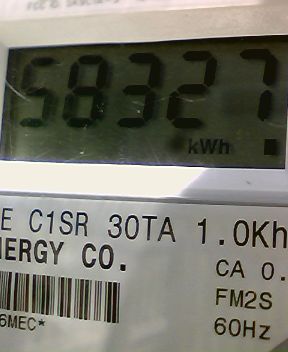 58327
kWh
E C1SR 30TA 1.0Kh
NERGY CO.
CA 0.
FM2S
6MEC*
60Hz